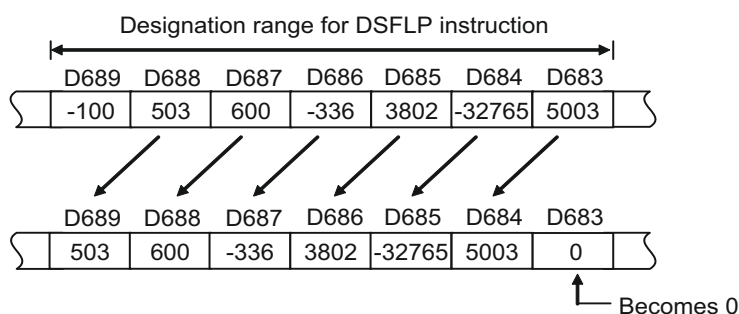 Designation range for DSFLP instruction
D689 D688 D687 D686 D685 D684 D683
-100 503 600 -336 3802 -32765 5003
D689 D688 D687 D686 D685 D684 D683
503 600 -336 3802 -32765 5003 0
Becomes 0